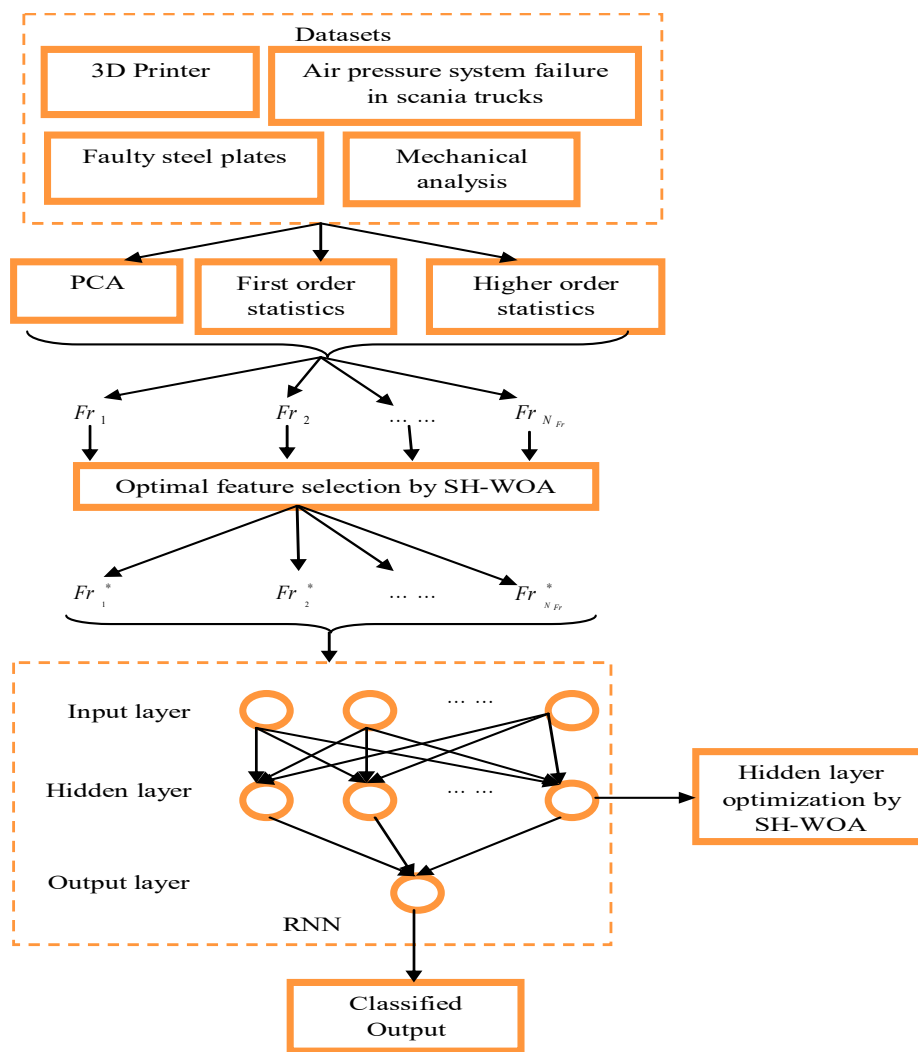 Datasets
3D Printer
Air pressure system failure
in scania trucks
Faulty steel plates
Mechanical
analysis
PCA
First order
statistics
Higher order
statistics
Fr 1 Fr 2 ... ... Fr N Fr
Optimal feature selection by SH-WOA
Fr 1 * Fr 2 * ... ... Fr N Fr *
Input layer ... ...
Hidden layer ... ...
Hidden layer
optimization by
SH-WOA
Output layer
RNN
Classified
Output